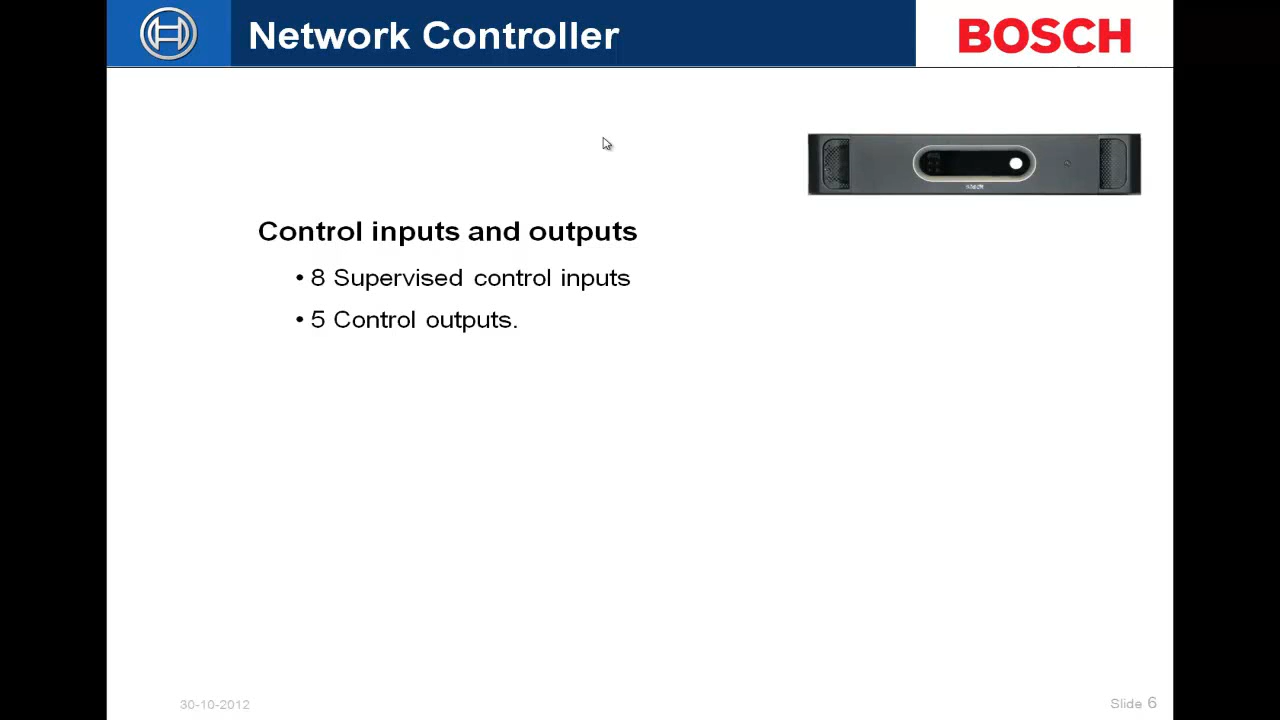 Network Controller
BOSCH
Control inputs and outputs
• 8 Supervised control inputs
• 5 Control outputs.
30-10-2012
Slide 6